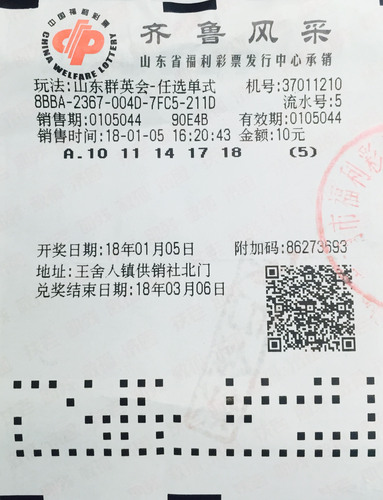 中国福利彩票
CHINA WELFARE LOTTERY
齐鲁风采
山东省福利彩票发行中心承销
玩法:山东群英会-任选单式 机号:37011210
8BBA-2367-004D-7FC5-211D 流水号:5
销售期:0105044 90E4B 有效期:0105044
销售时间:18-01-05 16:20:43 金额:10元
A.10 11 14 17 18 (5)
开奖日期:18年01月05日 附加码:86273693
地址:王舍人镇供销社北门
兑奖结束日期:18年03月06日
市福利彩